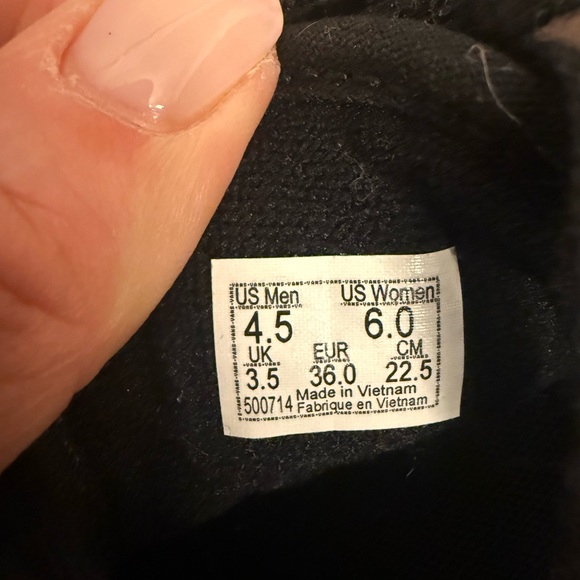 US Men US Women
4.5 6.0
UK EUR CM
3.5 36.0 22.5
Made in Vietnam
500714 Fabrique en Vietnam